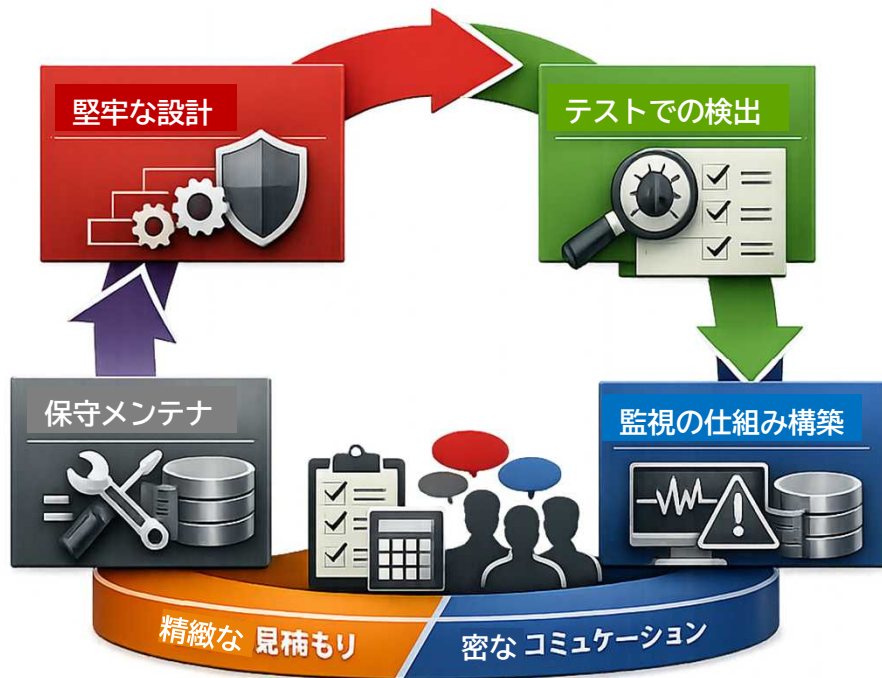 堅牢な設計
テストでの検出
保守メンテナ
監視の仕組み構築
精緻な 見積もり
密な コミュケーション